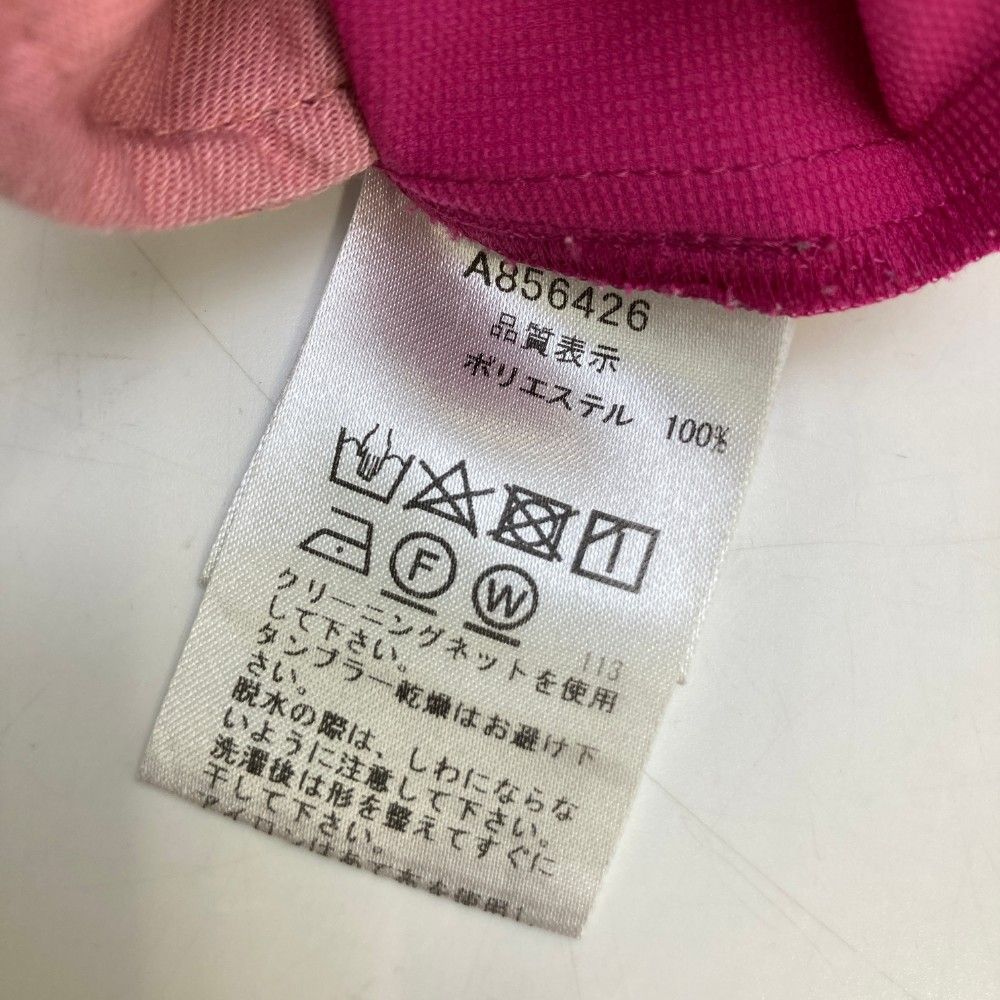 A856426
品質表示
ポリエステル 100%
F
W
113
クリーニングネットを使用
して下さい。
タンブラー乾燥はお避け下
さい。
脱水の際は、しわにならな
いように注意して下さい。
洗濯後は形を整えてすぐに
干して下さい。